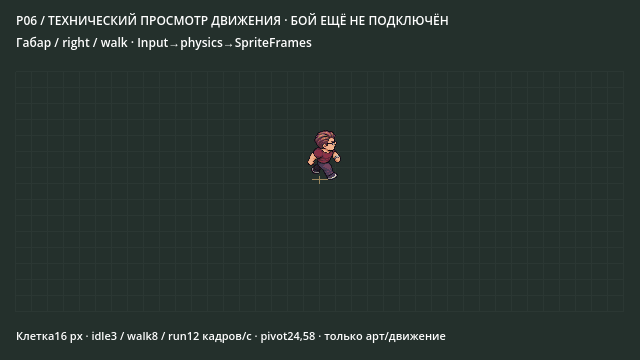 P06 / ТЕХНИЧЕСКИЙ ПРОСМОТР ДВИЖЕНИЯ · БОЙ ЕЩЁ НЕ ПОДКЛЮЧЁН
Габар / right / walk · Input→physics→SpriteFrames
Клетка16 px · idle3 / walk8 / run12 кадров/с · pivot24,58 · только арт/движение